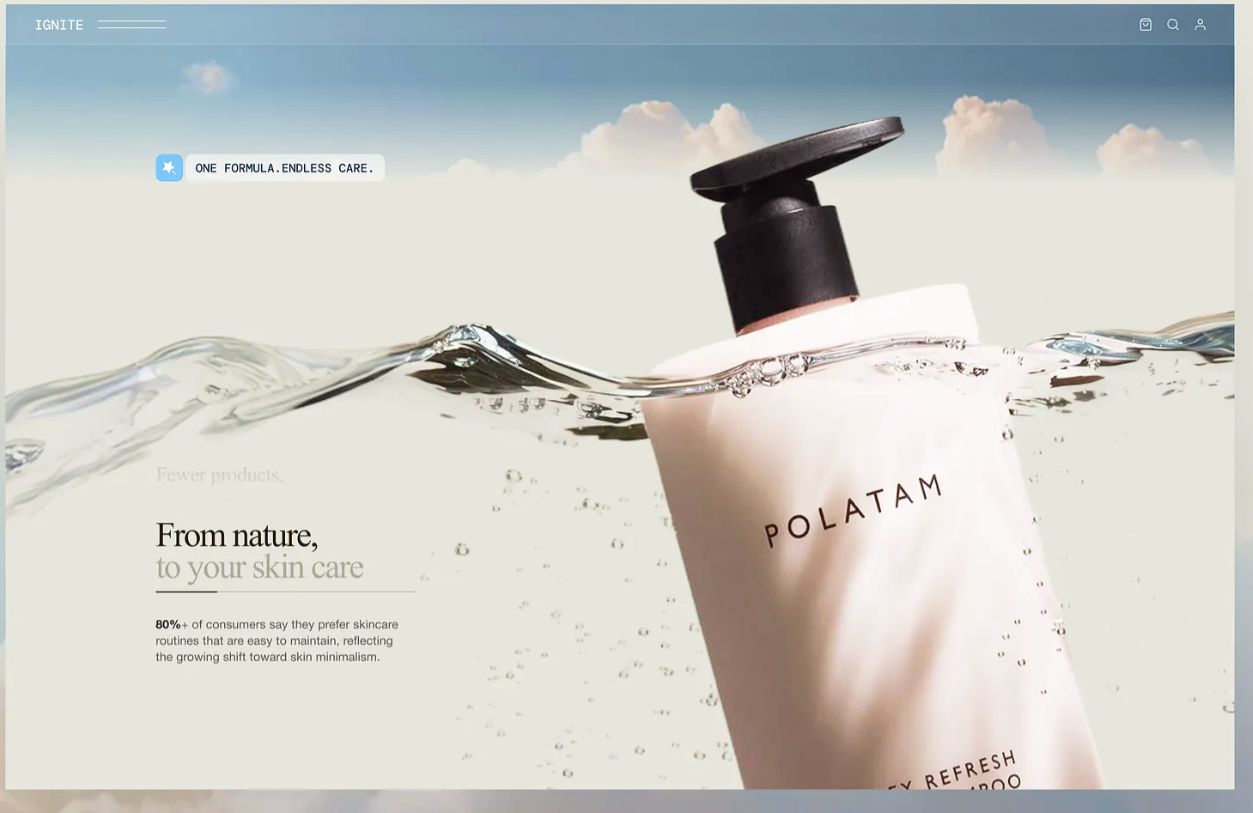 IGNITE
ONE FORMULA.ENDLESS CARE.
Fewer products,
From nature,
to your skin care
80%+ of consumers say they prefer skincare
routines that are easy to maintain, reflecting
the growing shift toward skin minimalism.
POLATAM
REFRESH